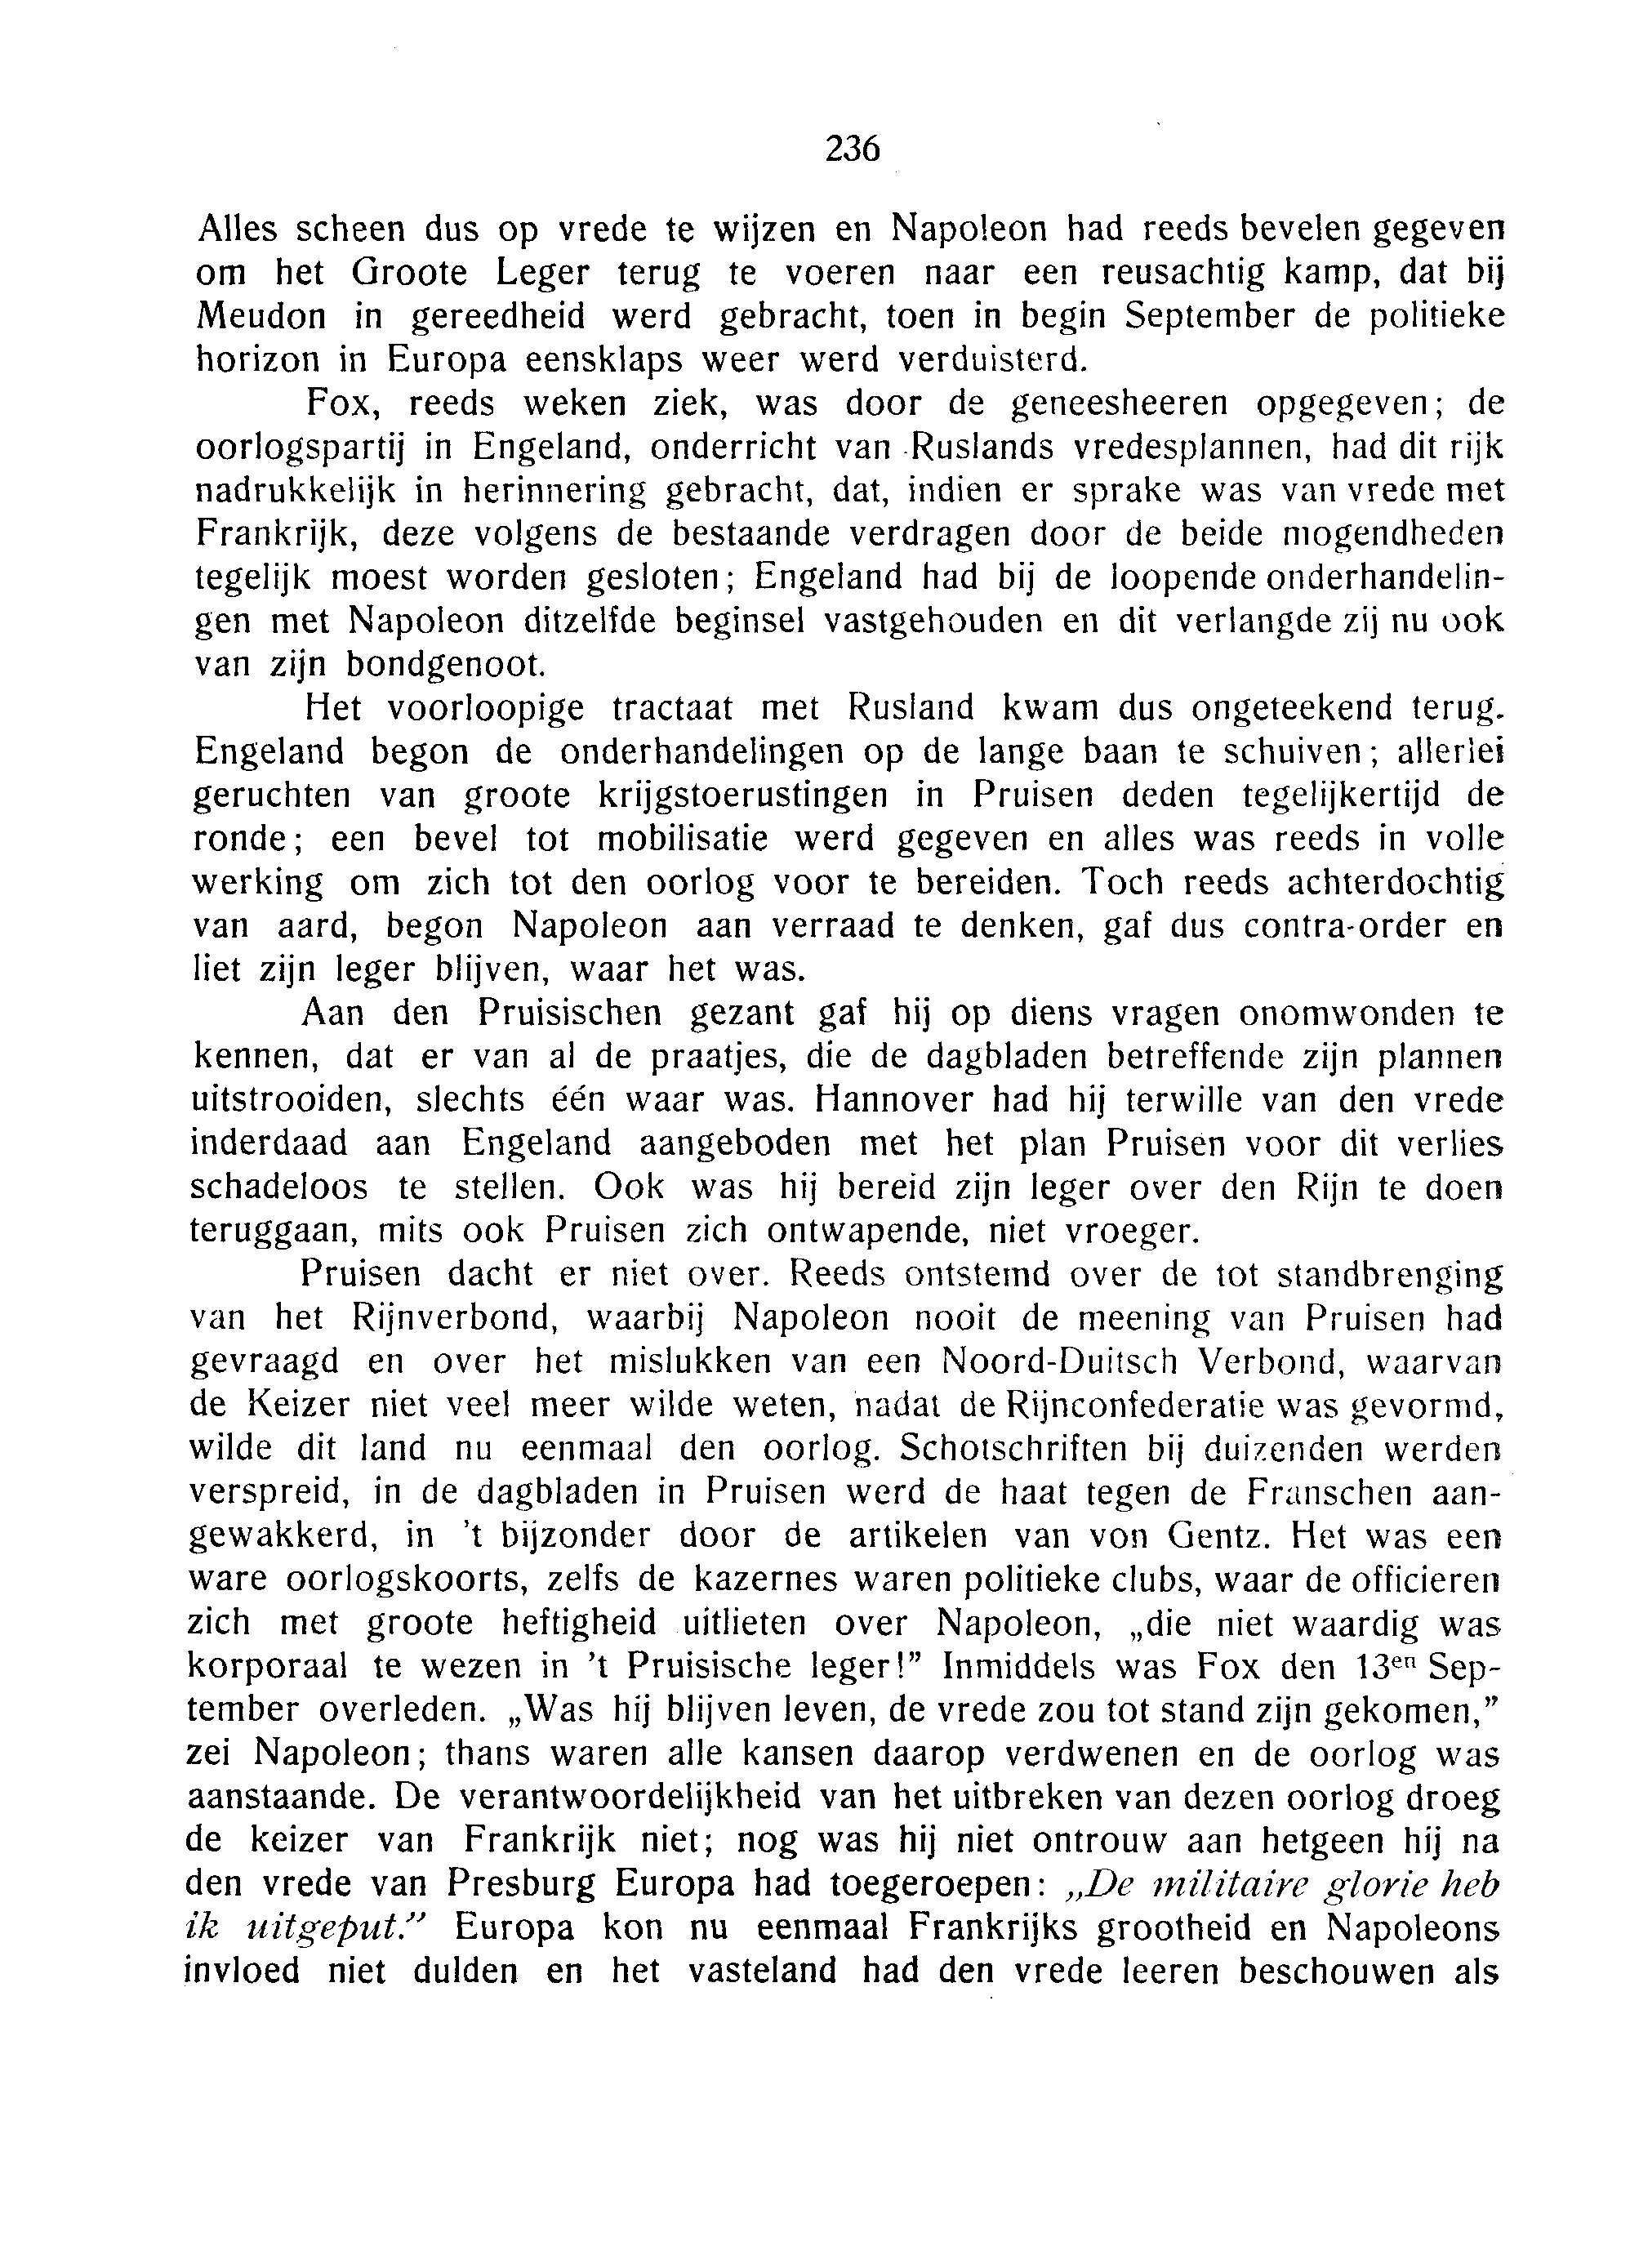 236
Alles scheen dus op vrede te wijzen en Napoleon had reeds bevelen gegeven
om het Groote Leger terug te voeren naar een reusachtig kamp, dat bij
Meudon in gereedheid werd gebracht, toen in begin September de politieke
horizon in Europa eensklaps weer werd verduisterd.
Fox, reeds weken ziek, was door de geneesheeren opgegeven; de
oorlogspartij in Engeland, onderricht van Ruslands vredesplannen, had dit rijk
nadrukkelijk in herinnering gebracht, dat, indien er sprake was van vrede met
Frankrijk, deze volgens de bestaande verdragen door de beide mogendheden
tegelijk moest worden gesloten; Engeland had bij de loopende onderhandelin-
gen met Napoleon ditzelfde beginsel vastgehouden en dit verlangde zij nu ook
van zijn bondgenoot.
Het voorloopige tractaat met Rusland kwam dus ongeteekend terug.
Engeland begon de onderhandelingen op de lange baan te schuiven; allerlei
geruchten van groote krijgstoerustingen in Pruisen deden tegelijkertijd de
ronde; een bevel tot mobilisatie werd gegeven en alles was reeds in volle
werking om zich tot den oorlog voor te bereiden. Toch reeds achterdochtig
van aard, begon Napoleon aan verraad te denken, gaf dus contra-order en
liet zijn leger blijven, waar het was.
Aan den Pruisischen gezant gaf hij op diens vragen onomwonden te
kennen, dat er van al de praatjes, die de dagbladen betreffende zijn plannen
uitstrooiden, slechts één waar was. Hannover had hij terwille van den vrede
inderdaad aan Engeland aangeboden met het plan Pruisen voor dit verlies
schadeloos te stellen. Ook was hij bereid zijn leger over den Rijn te doen
teruggaan, mits ook Pruisen zich ontwapende, niet vroeger.
Pruisen dacht er niet over. Reeds ontstemd over de tot standbrenging
van het Rijnverbond, waarbij Napoleon nooit de meening van Pruisen had
gevraagd en over het mislukken van een Noord-Duitsch Verbond, waarvan
de Keizer niet veel meer wilde weten, nadat de Rijnconfederatie was gevormd,
wilde dit land nu eenmaal den oorlog. Schotschriften bij duizenden werden
verspreid, in de dagbladen in Pruisen werd de haat tegen de Franschen aan-
gewakkerd, in 't bijzonder door de artikelen van von Gentz. Het was een
ware oorlogskoorts, zelfs de kazernes waren politieke clubs, waar de officieren
zich met groote heftigheid uitlieten over Napoleon, „die niet waardig was
korporaal te wezen in 't Pruisische leger!” Inmiddels was Fox den 13en Sep-
tember overleden. „Was hij blijven leven, de vrede zou tot stand zijn gekomen,”
zei Napoleon; thans waren alle kansen daarop verdwenen en de oorlog was
aanstaande. De verantwoordelijkheid van het uitbreken van dezen oorlog droeg
de keizer van Frankrijk niet; nog was hij niet ontrouw aan hetgeen hij na
den vrede van Presburg Europa had toegeroepen: „De militaire glorie heb
ik uitgeput.” Europa kon nu eenmaal Frankrijks grootheid en Napoleons
invloed niet dulden en het vasteland had den vrede leeren beschouwen als